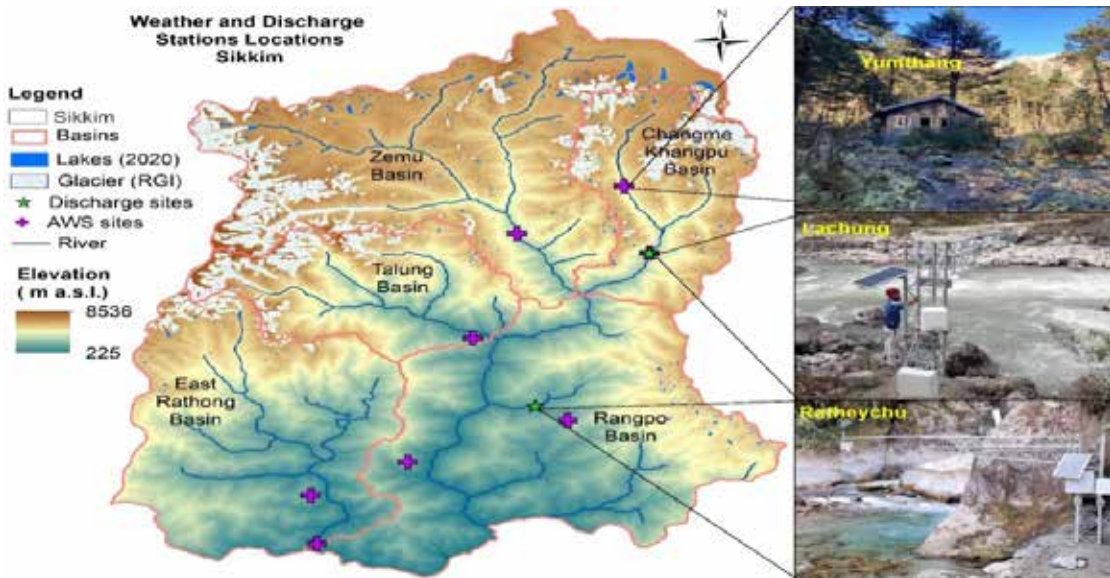 Weather and Discharge
Stations Locations
Sikkim
N
Legend
Sikkim
Basins
Lakes (2020)
Glacier (RGI)
Discharge sites
AWS sites
River
Elevation
( m a.s.l.)
8536
225
Zemu
Basin
Changme
Khangpu
Basin
Talung
Basin
East
Rathong
Basin
Rangpo
Basin
Yumthang
Lachung
Ratheychu